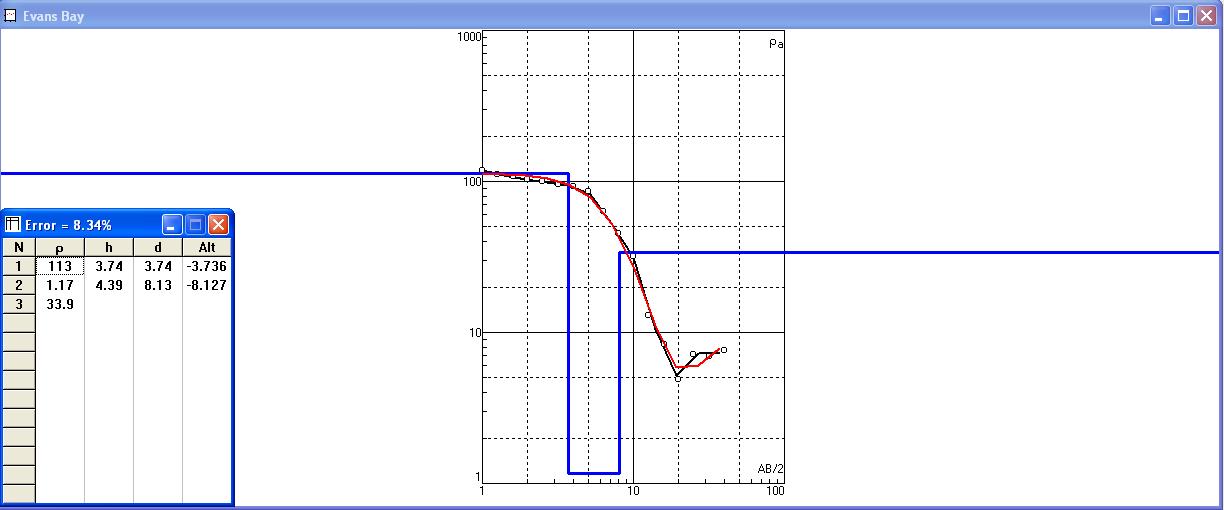 Evans Bay
1000
Pa
100
10
1
AB/2
1 10 100
Error = 8.34%
N ρ h d Alt
1 113 3.74 3.74 -3.736
2 1.17 4.39 8.13 -8.127
3 33.9